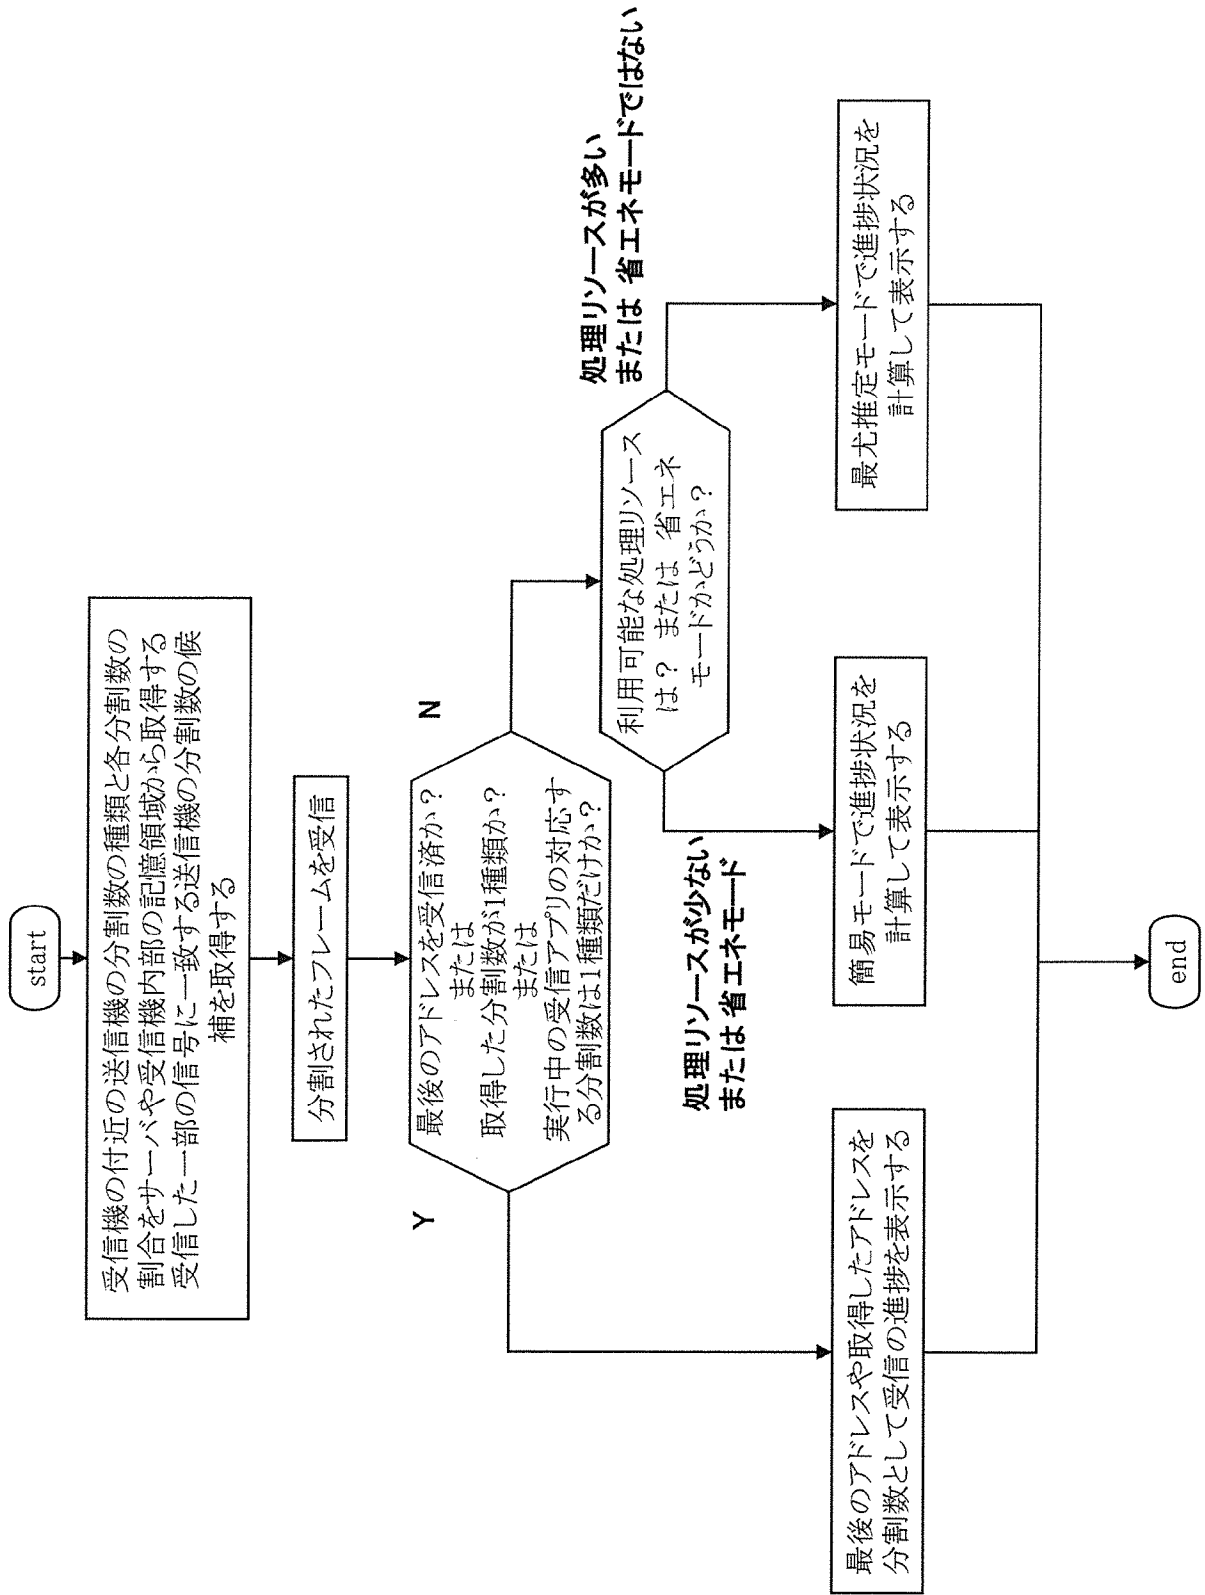 start
受信機の付近の送信機の分割数の種類と各分割数の
割合をサーバや受信機内部の記憶領域から取得する
受信した一部の信号に一致する送信機の分割数の候
補を取得する
分割されたフレームを受信
最後のアドレスを受信済か?
または
取得した分割数が1種類か?
または
実行中の受信アプリの対応す
る分割数は1種類だけか?
Y
N
利用可能な処理リソース
は? または 省エネ
モードかどうか?
処理リソースが少ない
または省エネモード
処理リソースが多い
または 省エネモードではない
最後のアドレスや取得したアドレスを
分割数として受信の進捗を表示する
簡易モードで進捗状況を
計算して表示する
最尤推定モードで進捗状況を
計算して表示する
end